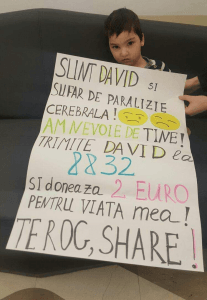 SUNT DAVID si
SUFAR DE PARALIZIE
CEREBRALA!
AM NEVOIE DE TINE!
TRIMITE DAVID la
8832
SI doneaza 2 EURO
PENTRU VIATA mea!
TE ROG, SHARE!